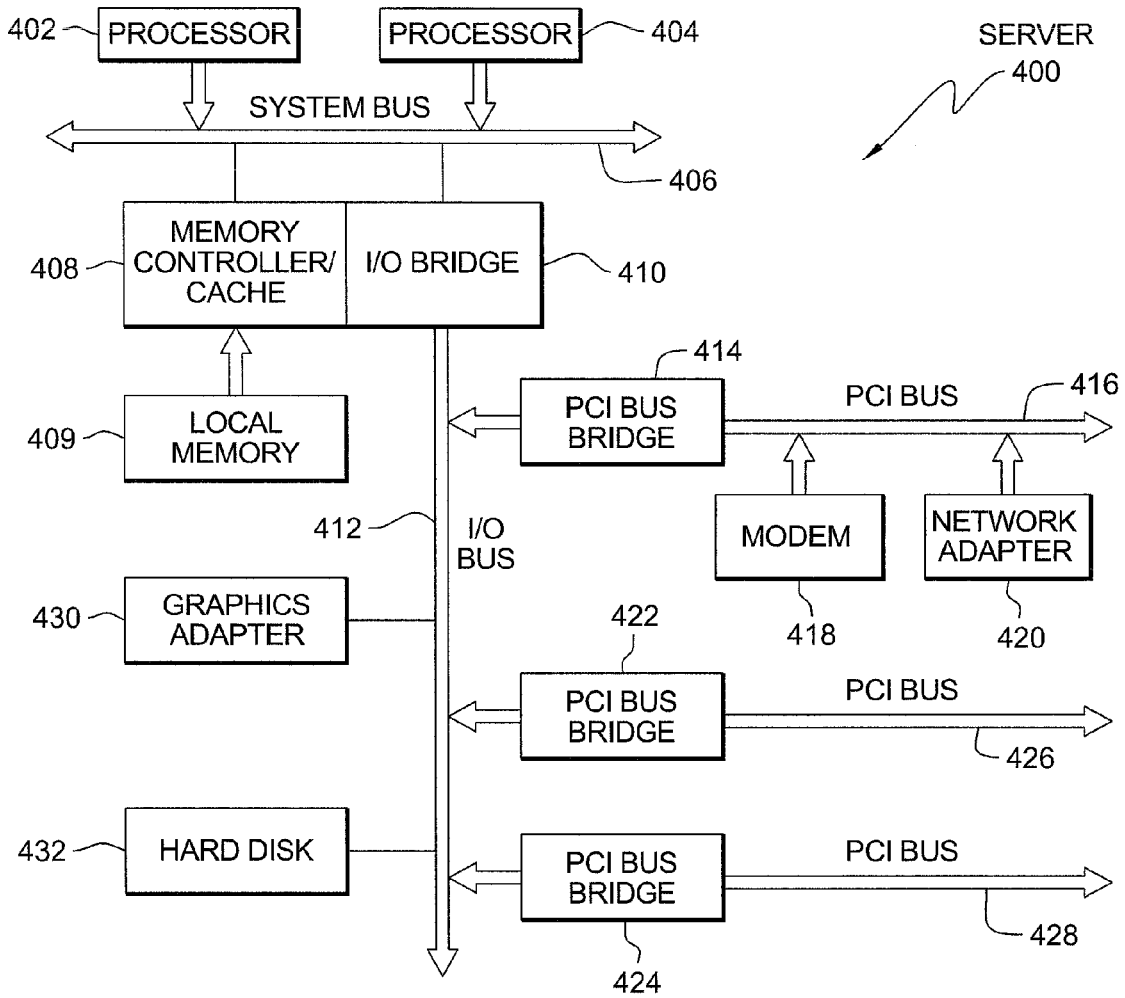 402
PROCESSOR
PROCESSOR
404
SERVER
400
SYSTEM BUS
406
408
MEMORY
CONTROLLER/
CACHE
I/O BRIDGE
410
409
LOCAL
MEMORY
414
PCI BUS
BRIDGE
PCI BUS
416
MODEM
418
NETWORK
ADAPTER
420
412
I/O
BUS
430
GRAPHICS
ADAPTER
422
PCI BUS
BRIDGE
PCI BUS
426
432
HARD DISK
PCI BUS
BRIDGE
424
PCI BUS
428